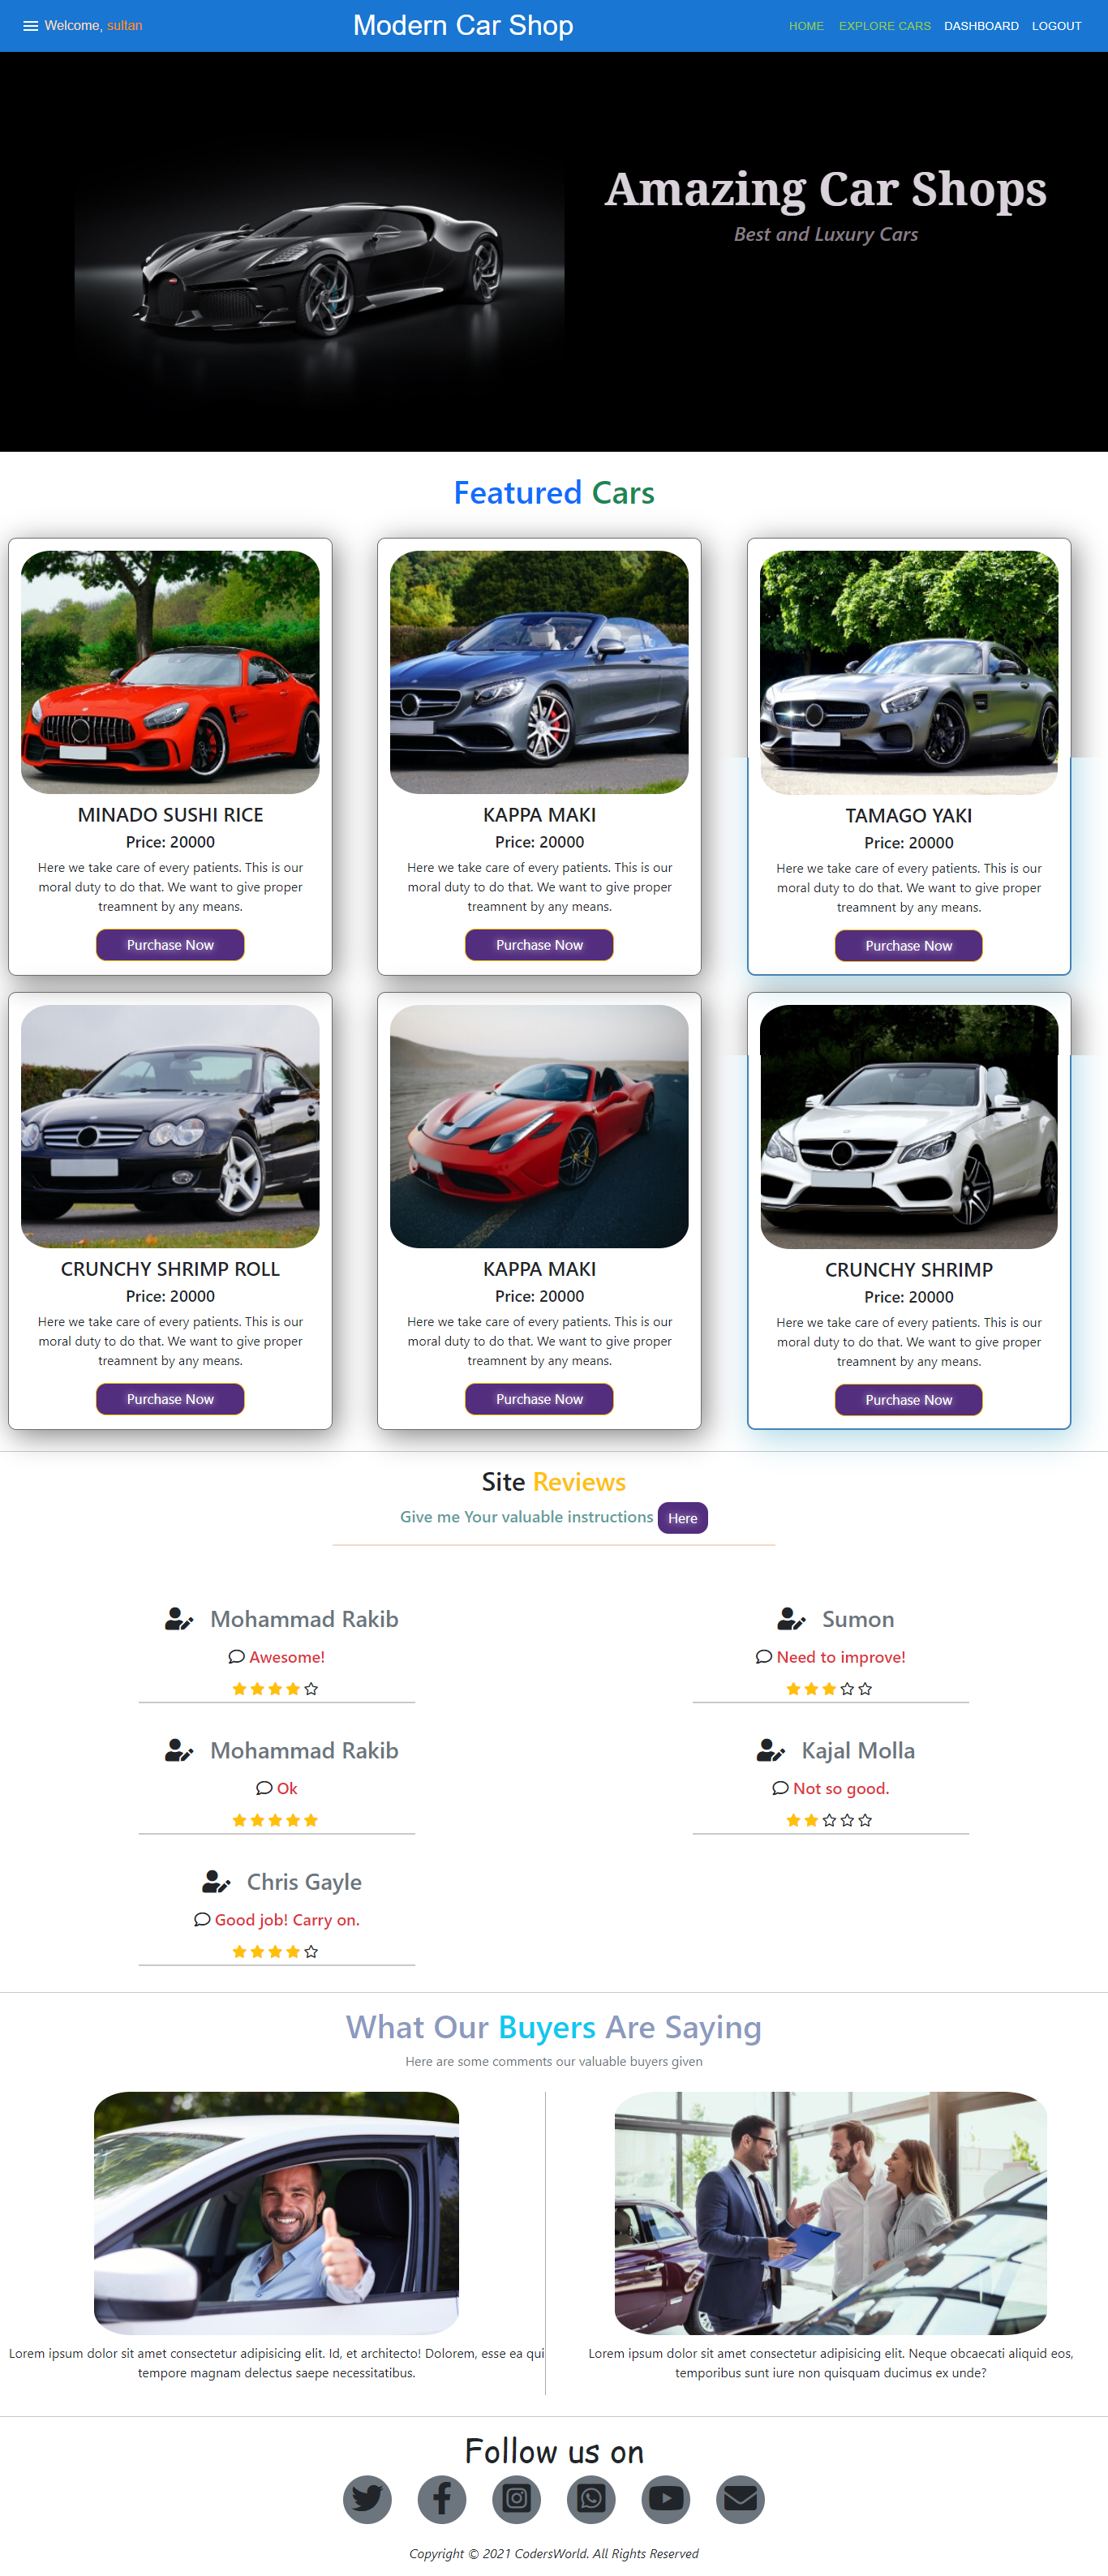 Welcome, sultan
Modern Car Shop
HOME
EXPLORE CARS
DASHBOARD
LOGOUT
Amazing Car Shops
Best and Luxury Cars
Featured Cars
MINADO SUSHI RICE
Price: 20000
Here we take care of every patients. This is our
moral duty to do that. We want to give proper
treamnent by any means.
Purchase Now
KAPPA MAKI
Price: 20000
Here we take care of every patients. This is our
moral duty to do that. We want to give proper
treamnent by any means.
Purchase Now
TAMAGO YAKI
Price: 20000
Here we take care of every patients. This is our
moral duty to do that. We want to give proper
treamnent by any means.
Purchase Now
CRUNCHY SHRIMP ROLL
Price: 20000
Here we take care of every patients. This is our
moral duty to do that. We want to give proper
treamnent by any means.
Purchase Now
KAPPA MAKI
Price: 20000
Here we take care of every patients. This is our
moral duty to do that. We want to give proper
treamnent by any means.
Purchase Now
CRUNCHY SHRIMP
Price: 20000
Here we take care of every patients. This is our
moral duty to do that. We want to give proper
treamnent by any means.
Purchase Now
Site Reviews
Give me Your valuable instructions Here
Mohammad Rakib
Awesome!
Sumon
Need to improve!
Mohammad Rakib
Ok
Kajal Molla
Not so good.
Chris Gayle
Good job! Carry on.
What Our Buyers Are Saying
Here are some comments our valuable buyers given
Lorem ipsum dolor sit amet consectetur adipisicing elit. Id, et architecto! Dolorem, esse ea qui
tempore magnam delectus saepe necessitatibus.
Lorem ipsum dolor sit amet consectetur adipisicing elit. Neque obcaecati aliquid eos,
temporibus sunt iure non quisquam ducimus ex unde?
Follow us on
Copyright © 2021 CodersWorld. All Rights Reserved